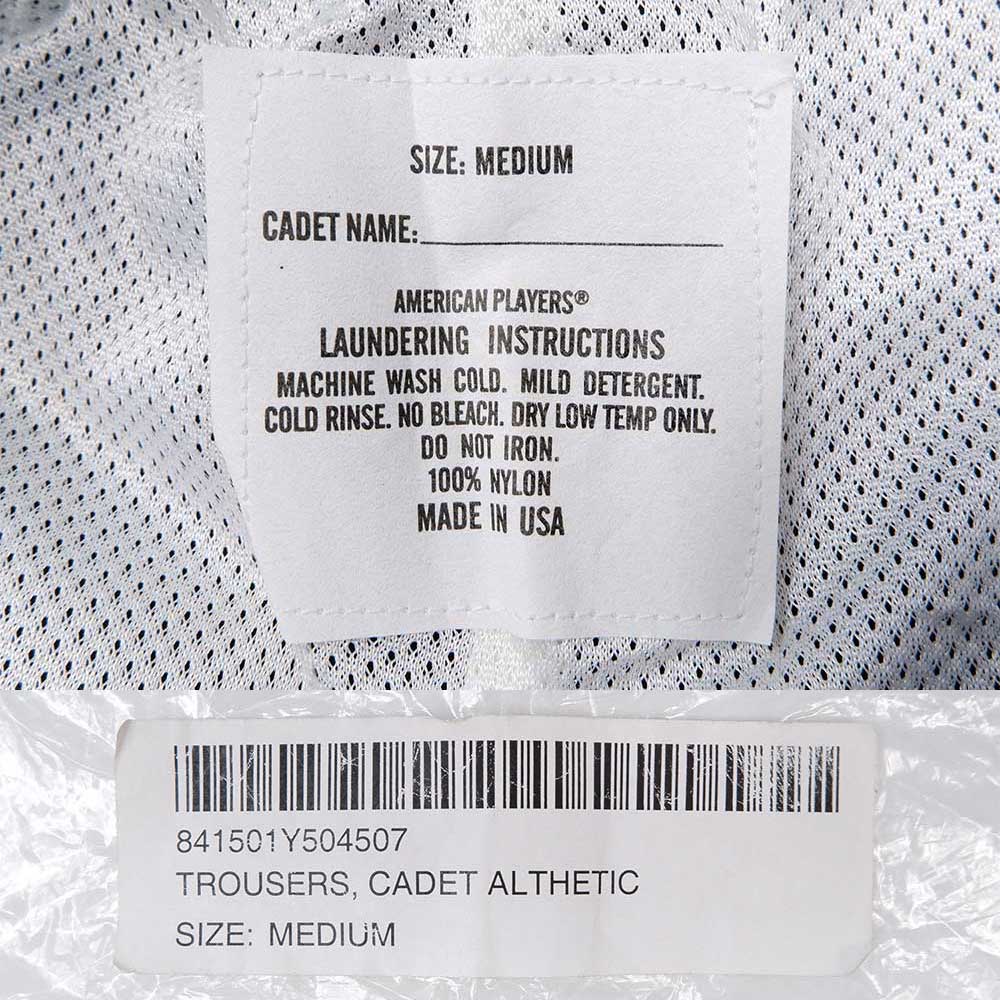 SIZE: MEDIUM
CADET NAME:
AMERICAN PLAYERS®
LAUNDERING INSTRUCTIONS
MACHINE WASH COLD. MILD DETERGENT.
COLD RINSE. NO BLEACH. DRY LOW TEMP ONLY.
DO NOT IRON.
100% NYLON
MADE IN USA
841501Y504507
TROUSERS, CADET ALTHETIC
SIZE: MEDIUM